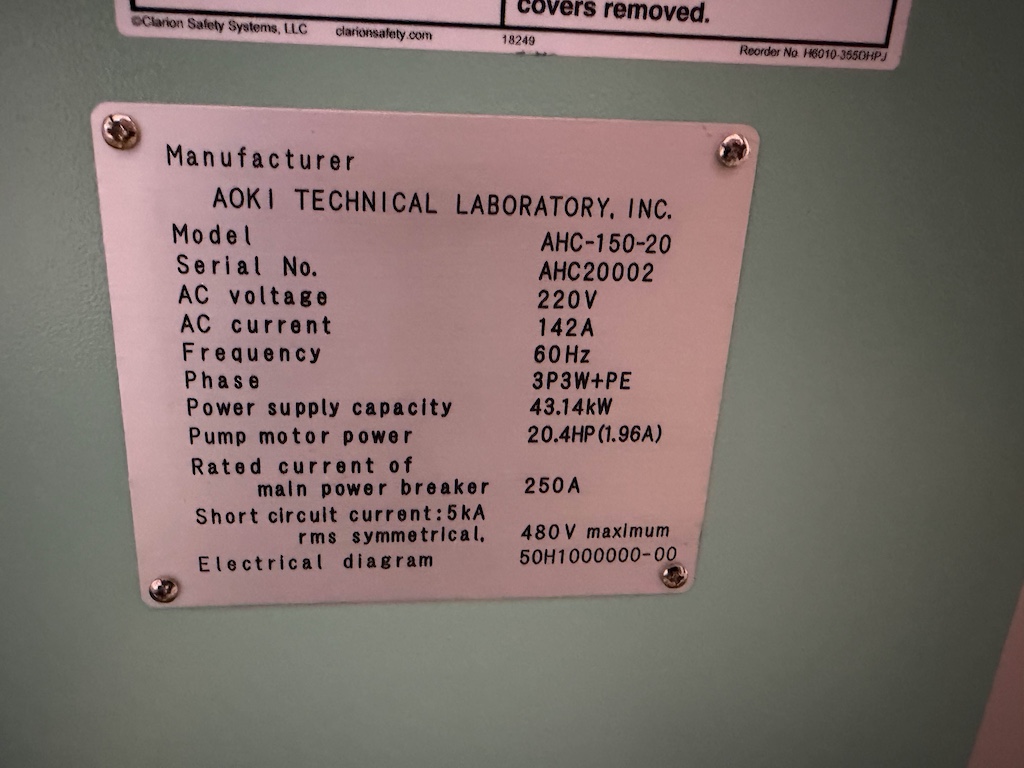 covers removed.
©Clarion Safety Systems, LLC clarionsafety.com 18249 Reorder No. H6010-355DHPJ
Manufacturer
AOKI TECHNICAL LABORATORY, INC.
Model AHC-150-20
Serial No. AHC20002
AC voltage 220V
AC current 142A
Frequency 60Hz
Phase 3P3W+PE
Power supply capacity 43.14kW
Pump motor power 20.4HP(1.96A)
Rated current of
main power breaker 250A
Short circuit current:5kA
rms symmetrical, 480V maximum
Electrical diagram 50H1000000-00